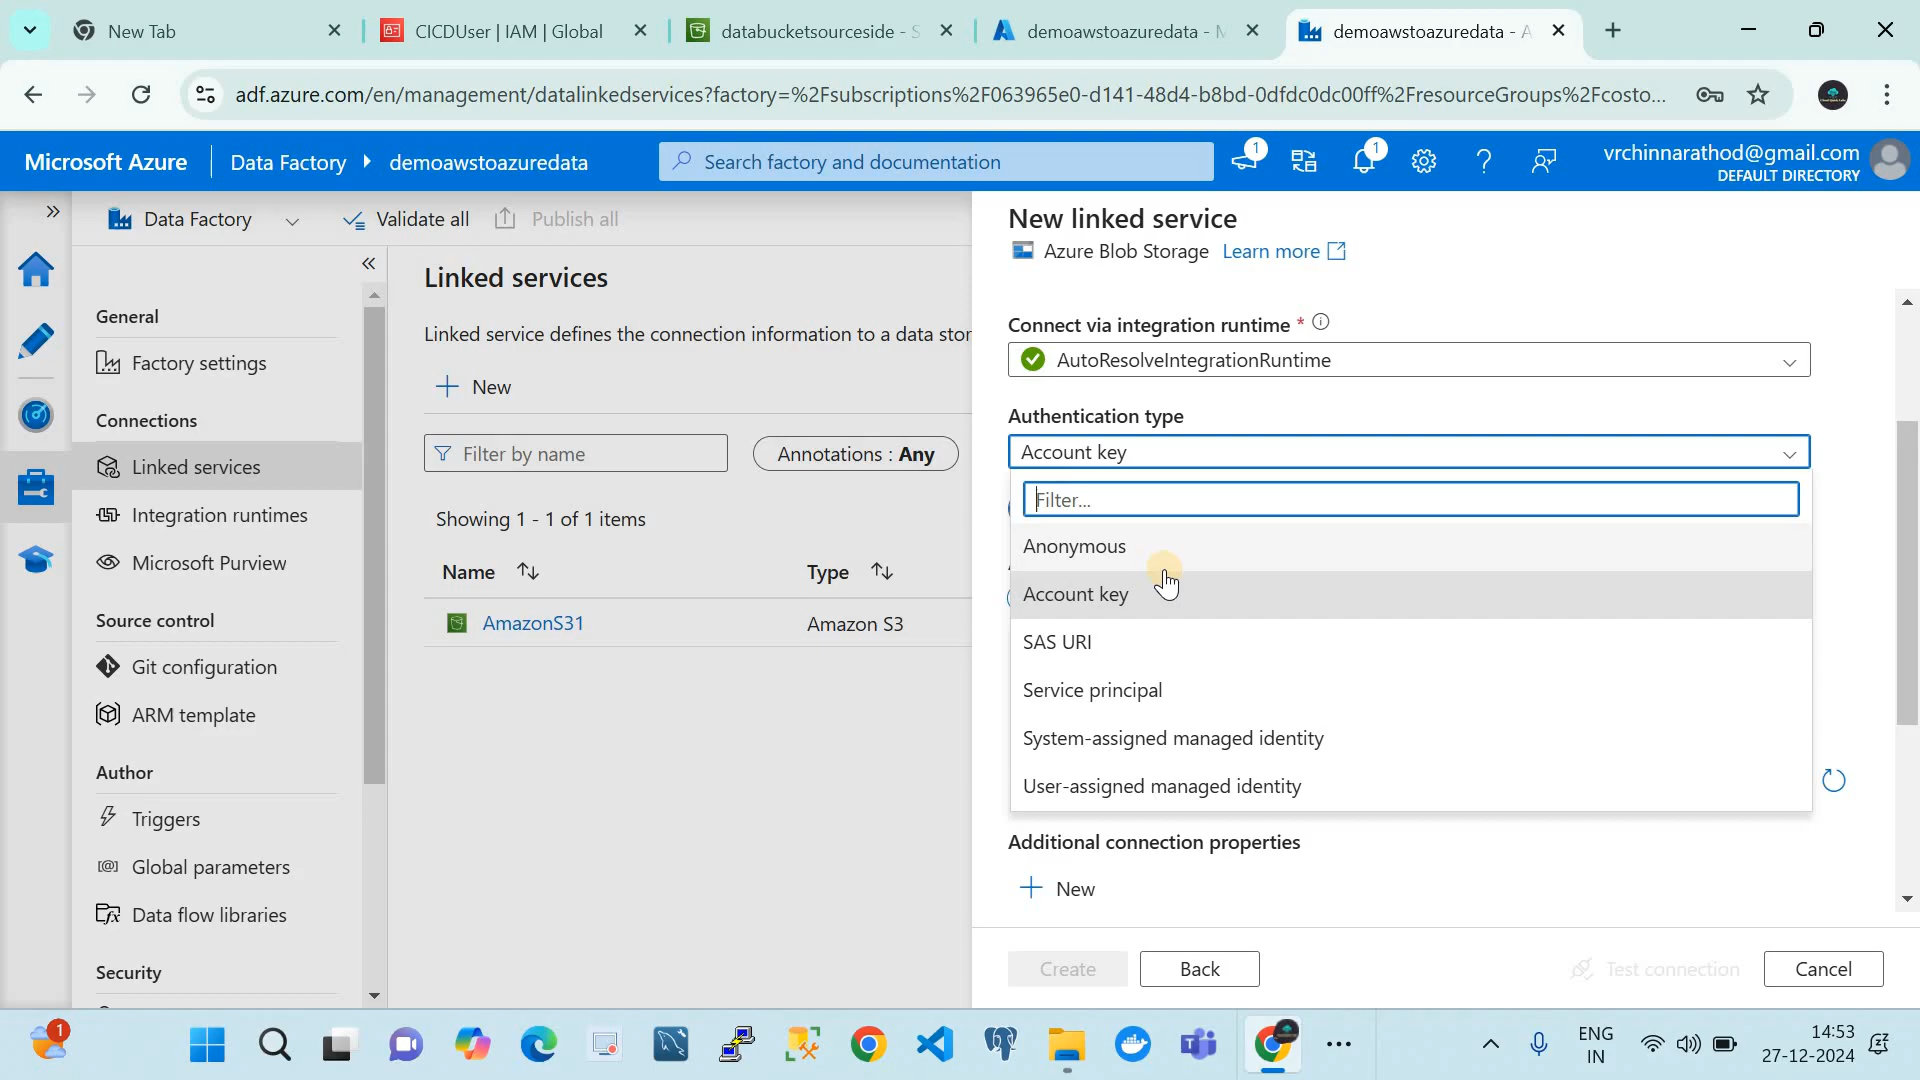 New Tab
CICDUser | IAM | Global
databucketsourceside - S
demoawstoazuredata - M
demoawstoazuredata - A
adf.azure.com/en/management/datalinkedservices?factory=%2Fsubscriptions%2F063965e0-d141-48d4-b8bd-0dfdc0dc00ff%2FresourceGroups%2Fcosto...
Microsoft Azure
Data Factory
demoawstoazuredata
Search factory and documentation
1
1
vrchinnarathod@gmail.com
DEFAULT DIRECTORY
Data Factory
Validate all
Publish all
General
Factory settings
Connections
Linked services
Integration runtimes
Microsoft Purview
Source control
Git configuration
ARM template
Author
Triggers
Global parameters
Data flow libraries
Security
Linked services
Linked service defines the connection information to a data stor
New
Filter by name
Annotations : Any
Showing 1 - 1 of 1 items
Name
Type
AmazonS31
Amazon S3
New linked service
Azure Blob Storage Learn more
Connect via integration runtime *
AutoResolveIntegrationRuntime
Authentication type
Account key
Filter...
Anonymous
Account key
SAS URI
Service principal
System-assigned managed identity
User-assigned managed identity
Additional connection properties
New
Create
Back
Test connection
Cancel
1
ENG
IN
14:53
27-12-2024